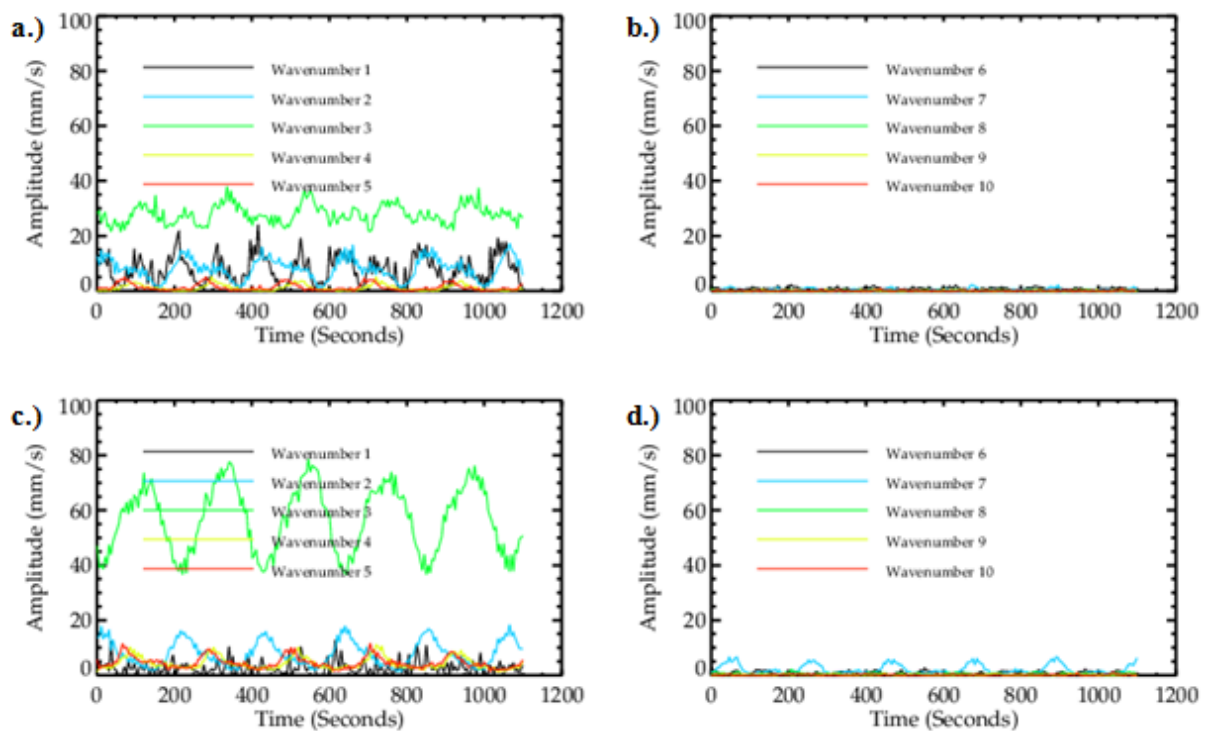 a.)
100
80
60
40
20
0
Amplitude (mm/s)
Wavenumber 1
Wavenumber 2
Wavenumber 3
Wavenumber 4
Wavenumber 5
0 200 400 600 800 1000 1200
Time (Seconds)
b.)
100
80
60
40
20
0
Amplitude (mm/s)
Wavenumber 6
Wavenumber 7
Wavenumber 8
Wavenumber 9
Wavenumber 10
0 200 400 600 800 1000 1200
Time (Seconds)
c.)
100
80
60
40
20
0
Amplitude (mm/s)
Wavenumber 1
Wavenumber 2
Wavenumber 3
Wavenumber 4
Wavenumber 5
0 200 400 600 800 1000 1200
Time (Seconds)
d.)
100
80
60
40
20
0
Amplitude (mm/s)
Wavenumber 6
Wavenumber 7
Wavenumber 8
Wavenumber 9
Wavenumber 10
0 200 400 600 800 1000 1200
Time (Seconds)